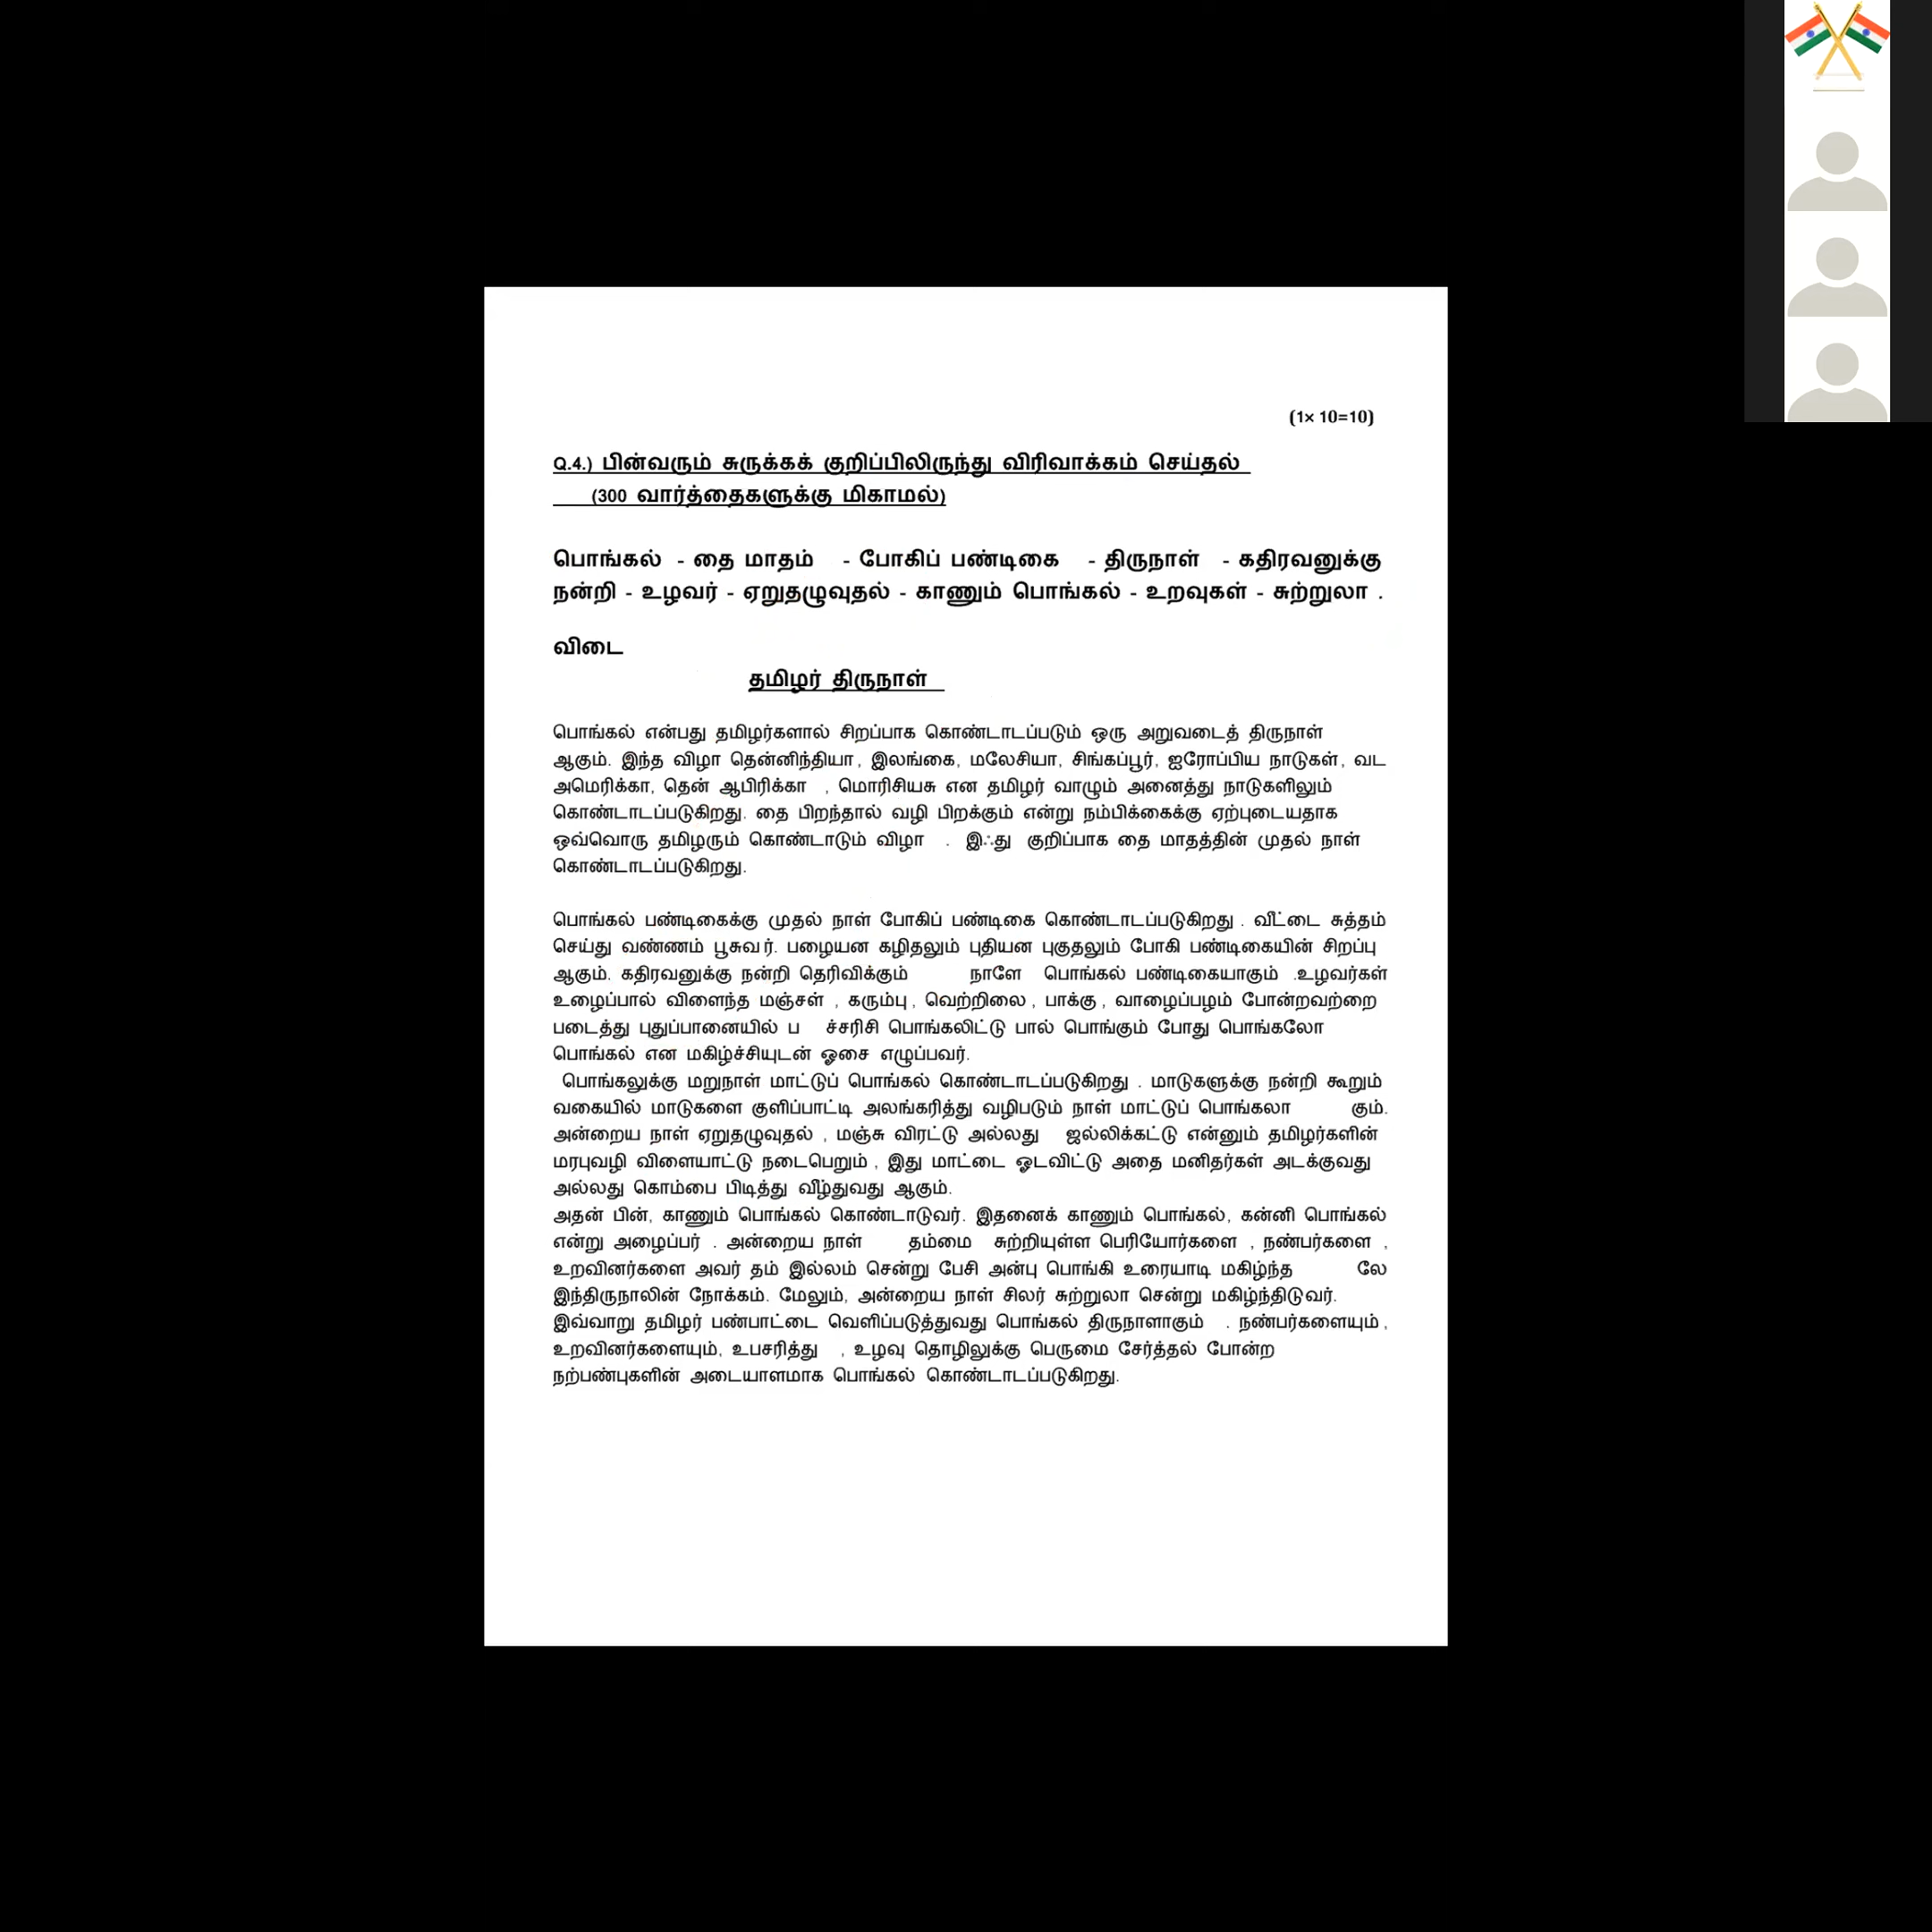 (1× 10=10)
Q.4.) பின்வரும் சுருக்கக் குறிப்பிலிருந்து விரிவாக்கம் செய்தல்
(300 வார்த்தைகளுக்கு மிகாமல்)
பொங்கல் - தை மாதம் - போகிப் பண்டிகை - திருநாள் - கதிரவனுக்கு
நன்றி - உழவர் - ஏறுதழுவுதல் - காணும் பொங்கல் - உறவுகள் - சுற்றுலா .
விடை
தமிழர் திருநாள்
பொங்கல் என்பது தமிழர்களால் சிறப்பாக கொண்டாடப்படும் ஒரு அறுவடைத் திருநாள்
ஆகும். இந்த விழா தென்னிந்தியா, இலங்கை, மலேசியா, சிங்கப்பூர், ஐரோப்பிய நாடுகள், வட
அமெரிக்கா, தென் ஆபிரிக்கா , மொரிசியசு என தமிழர் வாழும் அனைத்து நாடுகளிலும்
கொண்டாடப்படுகிறது. தை பிறந்தால் வழி பிறக்கும் என்று நம்பிக்கைக்கு ஏற்புடையதாக
ஒவ்வொரு தமிழரும் கொண்டாடும் விழா . இஃது குறிப்பாக தை மாதத்தின் முதல் நாள்
கொண்டாடப்படுகிறது.
பொங்கல் பண்டிகைக்கு முதல் நாள் போகிப் பண்டிகை கொண்டாடப்படுகிறது . வீட்டை சுத்தம்
செய்து வண்ணம் பூசுவர். பழையன கழிதலும் புதியன புகுதலும் போகி பண்டிகையின் சிறப்பு
ஆகும். கதிரவனுக்கு நன்றி தெரிவிக்கும் நாளே பொங்கல் பண்டிகையாகும் .உழவர்கள்
உழைப்பால் விளைந்த மஞ்சள் , கரும்பு , வெற்றிலை , பாக்கு , வாழைப்பழம் போன்றவற்றை
படைத்து புதுப்பானையில் ப ச்சரிசி பொங்கலிட்டு பால் பொங்கும் போது பொங்கலோ
பொங்கல் என மகிழ்ச்சியுடன் ஓசை எழுப்பவர்.
பொங்கலுக்கு மறுநாள் மாட்டுப் பொங்கல் கொண்டாடப்படுகிறது . மாடுகளுக்கு நன்றி கூறும்
வகையில் மாடுகளை குளிப்பாட்டி அலங்கரித்து வழிபடும் நாள் மாட்டுப் பொங்கலா கும்.
அன்றைய நாள் ஏறுதழுவுதல் , மஞ்சு விரட்டு அல்லது ஜல்லிக்கட்டு என்னும் தமிழர்களின்
மரபுவழி விளையாட்டு நடைபெறும் , இது மாட்டை ஓடவிட்டு அதை மனிதர்கள் அடக்குவது
அல்லது கொம்பை பிடித்து வீழ்துவது ஆகும்.
அதன் பின், காணும் பொங்கல் கொண்டாடுவர். இதனைக் காணும் பொங்கல், கன்னி பொங்கல்
என்று அழைப்பர் . அன்றைய நாள் தம்மை சுற்றியுள்ள பெரியோர்களை , நண்பர்களை ,
உறவினர்களை அவர் தம் இல்லம் சென்று பேசி அன்பு பொங்கி உரையாடி மகிழ்ந்த லே
இந்திருநாலின் நோக்கம். மேலும், அன்றைய நாள் சிலர் சுற்றுலா சென்று மகிழ்ந்திடுவர்.
இவ்வாறு தமிழர் பண்பாட்டை வெளிப்படுத்துவது பொங்கல் திருநாளாகும் . நண்பர்களையும் ,
உறவினர்களையும், உபசரித்து , உழவு தொழிலுக்கு பெருமை சேர்த்தல் போன்ற
நற்பண்புகளின் அடையாளமாக பொங்கல் கொண்டாடப்படுகிறது.